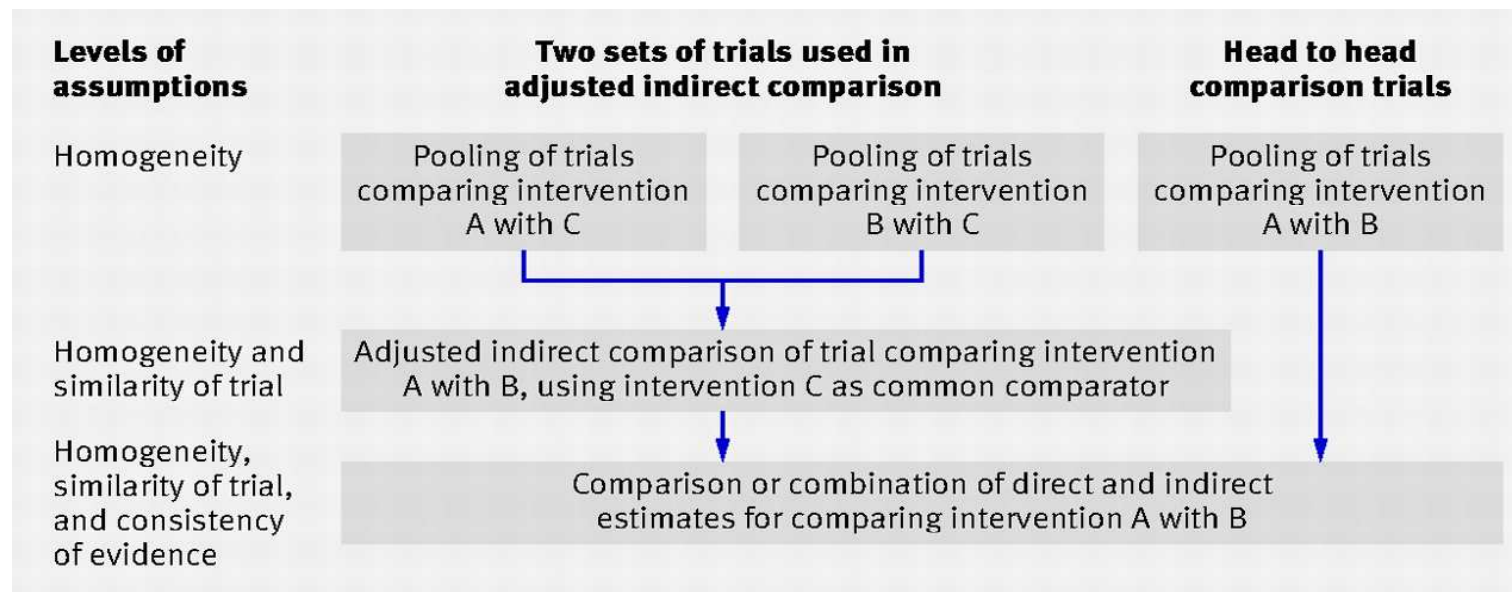 Levels of
assumptions
Two sets of trials used in
adjusted indirect comparison
Head to head
comparison trials
Homogeneity
Pooling of trials
comparing intervention
A with C
Pooling of trials
comparing intervention
B with C
Pooling of trials
comparing intervention
A with B
Homogeneity and
similarity of trial
Adjusted indirect comparison of trial comparing intervention
A with B, using intervention C as common comparator
Homogeneity,
similarity of trial,
and consistency
of evidence
Comparison or combination of direct and indirect
estimates for comparing intervention A with B